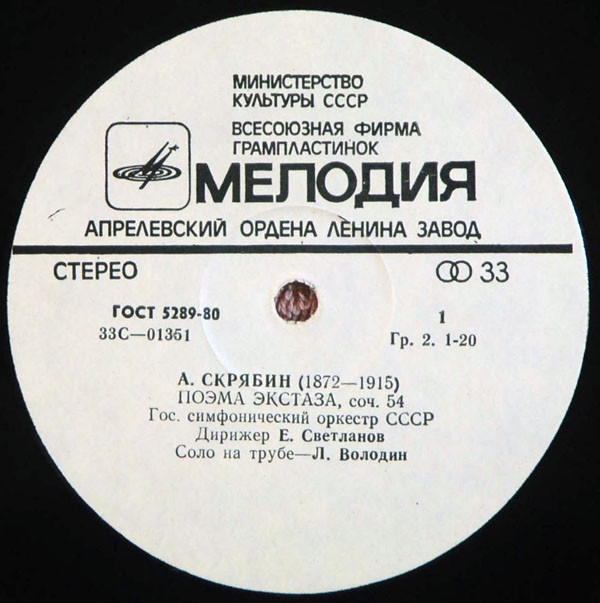 МИНИСТЕРСТВО
КУЛЬТУРЫ СССР
ВСЕСОЮЗНАЯ ФИРМА
ГРАМПЛАСТИНОК
МЕЛОДИЯ
АПРЕЛЕВСКИЙ ОРДЕНА ЛЕНИНА ЗАВОД
СТЕРЕО 33
ГОСТ 5289-80 1
33С—01351 Гр. 2. 1-20
А. СКРЯБИН (1872—1915)
ПОЭМА ЭКСТАЗА, соч. 54
Гос. симфонический оркестр СССР
Дирижер Е. Светланов
Соло на трубе—Л. Володин